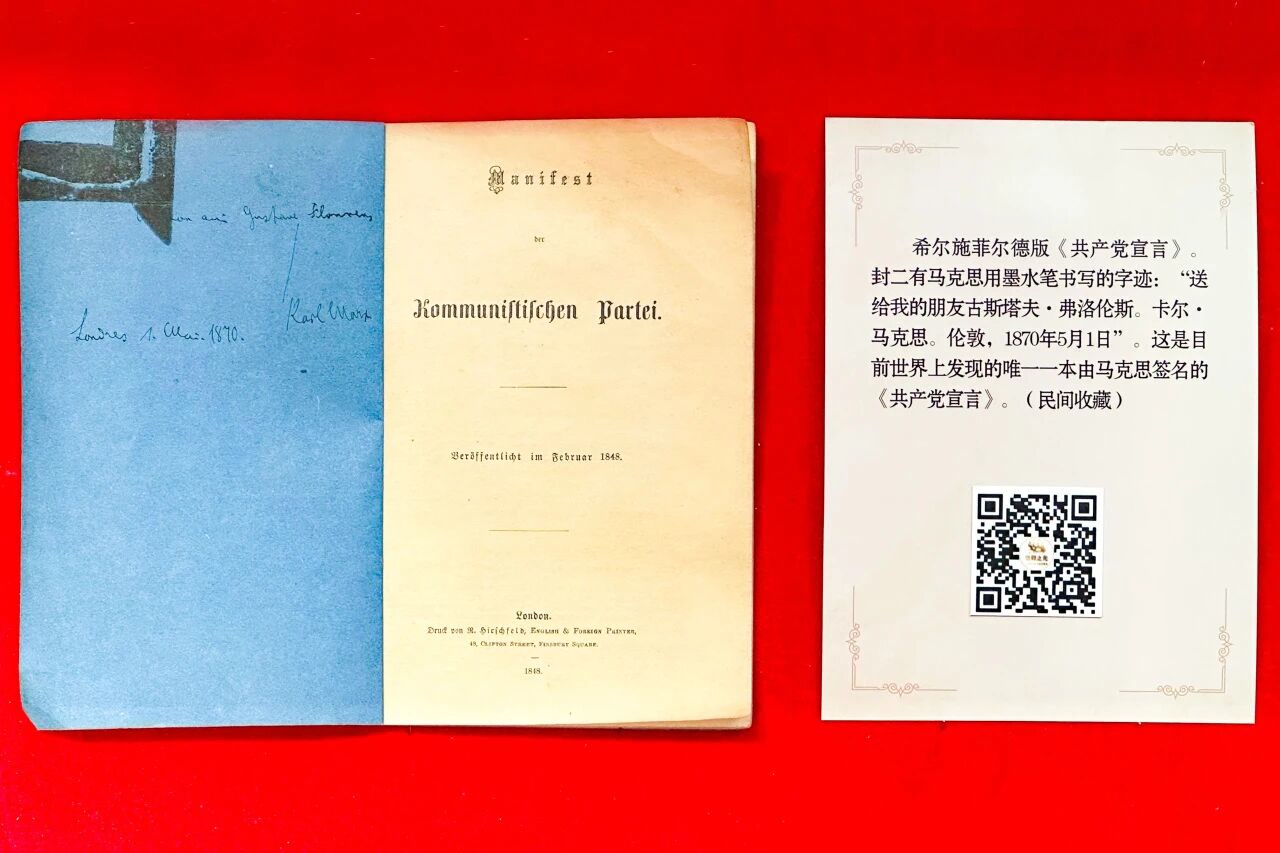 ami Gustave Flourens
Karl Marx
Londres 1. Mai. 1870.
Manifest
der
Kommuniſtiſchen Partei.
Veröffentlicht im Februar 1848.
London.
Druck von R. Hirschfeld, English & Foreign Printer,
48, Clifton Street, Finsbury Square.
1848.
希尔施菲尔德版《共产党宣言》。
封二有马克思用墨水笔书写的字迹：“送
给我的朋友古斯塔夫·弗洛伦斯。卡尔·
马克思。伦敦，1870年5月1日”。这是目
前世界上发现的唯一一本由马克思签名的
《共产党宣言》。（民间收藏）